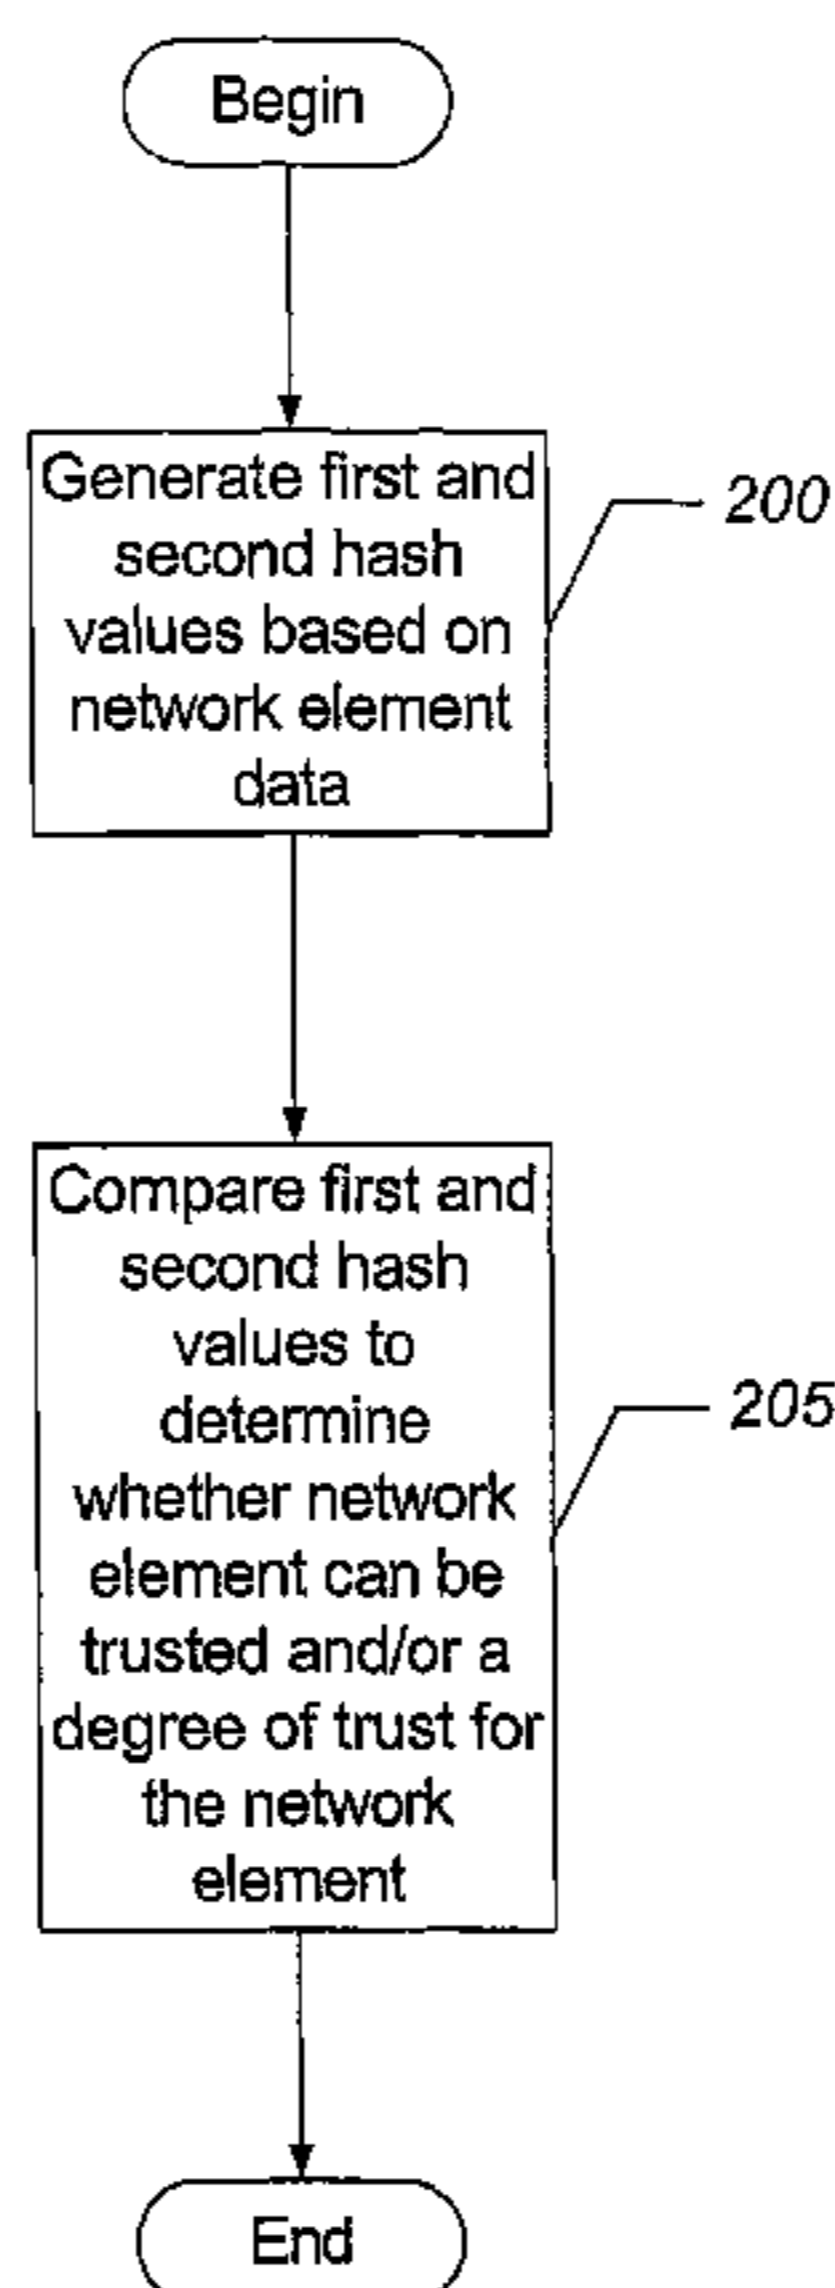 Begin
Generate first and
200
second hash
values based on
network element
data
Compare first and
second hash
values to
determine
205
whether network
element can be
trusted and/or a
degree of trust for
the network
element
End